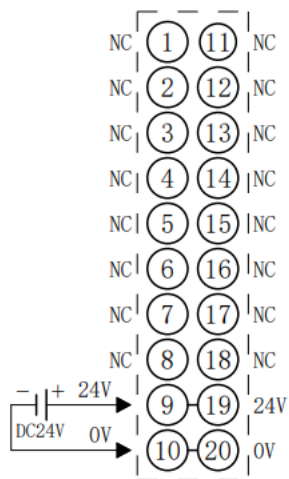 NC 1 11 NC
NC 2 12 NC
NC 3 13 NC
NC 4 14 NC
NC 5 15 NC
NC 6 16 NC
NC 7 17 NC
NC 8 18 NC
− + 24V 9 19 24V
DC24V 0V 10 20 0V